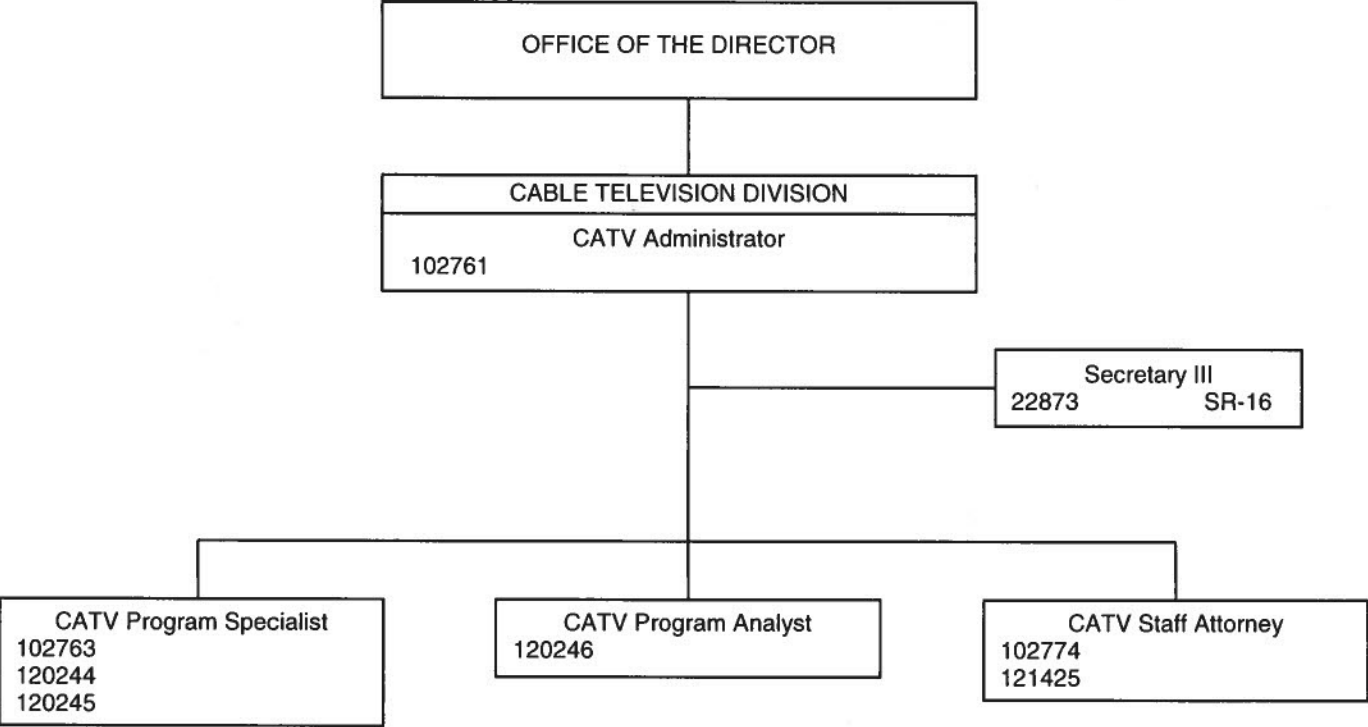 OFFICE OF THE DIRECTOR
CABLE TELEVISION DIVISION
CATV Administrator
102761
Secretary III
22873 SR-16
CATV Program Specialist
102763
120244
120245
CATV Program Analyst
120246
CATV Staff Attorney
102774
121425